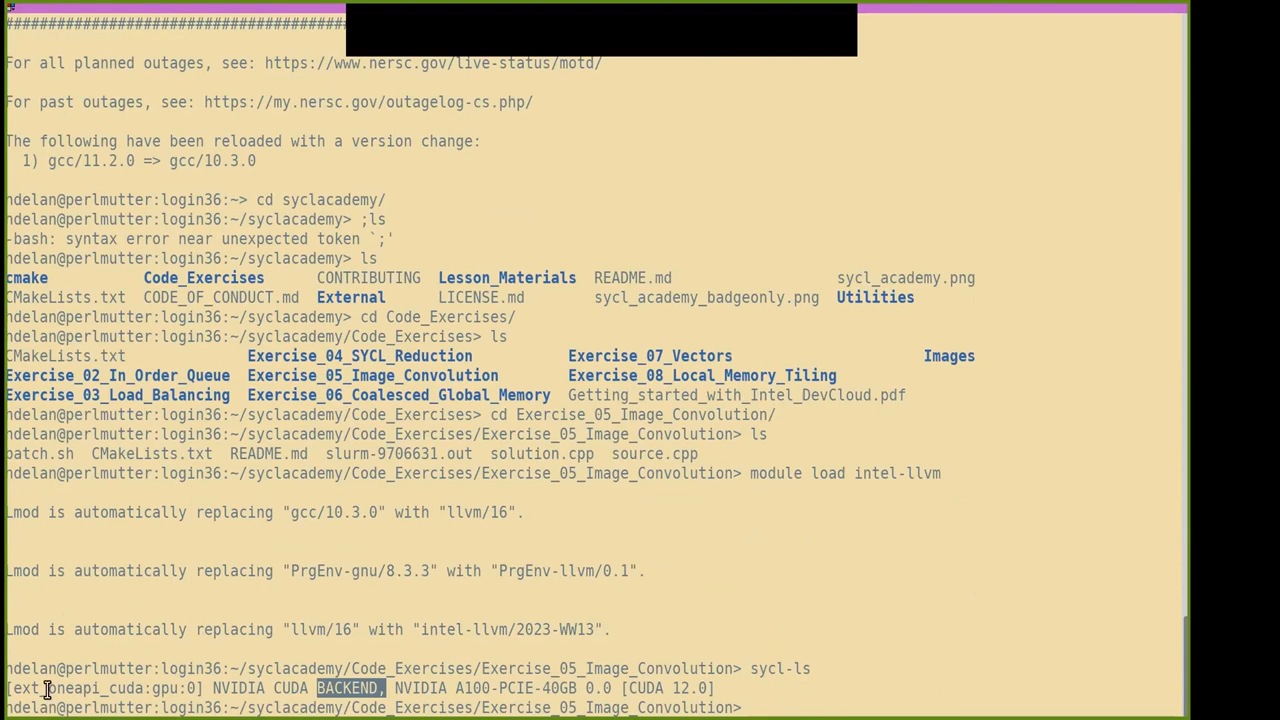 ########################################
For all planned outages, see: https://www.nersc.gov/live-status/motd/
For past outages, see: https://my.nersc.gov/outagelog-cs.php/
The following have been reloaded with a version change:
1) gcc/11.2.0 => gcc/10.3.0
ndelan@perlmutter:login36:~> cd syclacademy/
ndelan@perlmutter:login36:~/syclacademy> ;ls
-bash: syntax error near unexpected token `;'
ndelan@perlmutter:login36:~/syclacademy> ls
cmake Code_Exercises CONTRIBUTING Lesson_Materials README.md sycl_academy.png
CMakeLists.txt CODE_OF_CONDUCT.md External LICENSE.md sycl_academy_badgeonly.png Utilities
ndelan@perlmutter:login36:~/syclacademy> cd Code_Exercises/
ndelan@perlmutter:login36:~/syclacademy/Code_Exercises> ls
CMakeLists.txt Exercise_04_SYCL_Reduction Exercise_07_Vectors Images
Exercise_02_In_Order_Queue Exercise_05_Image_Convolution Exercise_08_Local_Memory_Tiling
Exercise_03_Load_Balancing Exercise_06_Coalesced_Global_Memory Getting_started_with_Intel_DevCloud.pdf
ndelan@perlmutter:login36:~/syclacademy/Code_Exercises> cd Exercise_05_Image_Convolution/
ndelan@perlmutter:login36:~/syclacademy/Code_Exercises/Exercise_05_Image_Convolution> ls
batch.sh CMakeLists.txt README.md slurm-9706631.out solution.cpp source.cpp
ndelan@perlmutter:login36:~/syclacademy/Code_Exercises/Exercise_05_Image_Convolution> module load intel-llvm
Lmod is automatically replacing "gcc/10.3.0" with "llvm/16".
Lmod is automatically replacing "PrgEnv-gnu/8.3.3" with "PrgEnv-llvm/0.1".
Lmod is automatically replacing "llvm/16" with "intel-llvm/2023-WW13".
ndelan@perlmutter:login36:~/syclacademy/Code_Exercises/Exercise_05_Image_Convolution> sycl-ls
[ext_oneapi_cuda:gpu:0] NVIDIA CUDA BACKEND, NVIDIA A100-PCIE-40GB 0.0 [CUDA 12.0]
ndelan@perlmutter:login36:~/syclacademy/Code_Exercises/Exercise_05_Image_Convolution>